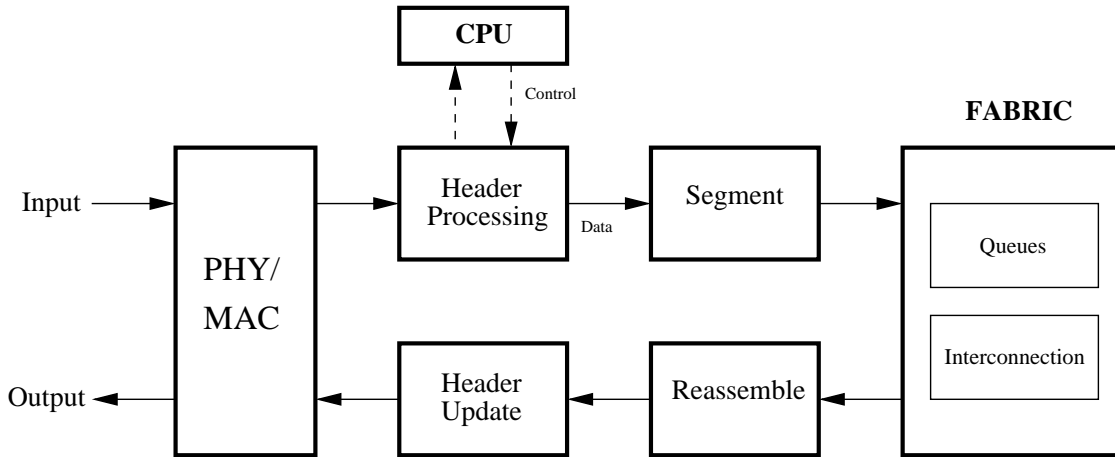 CPU
Control
FABRIC
Input
Header
Processing
Data
Segment
Queues
PHY/
MAC
Interconnection
Output
Header
Update
Reassemble